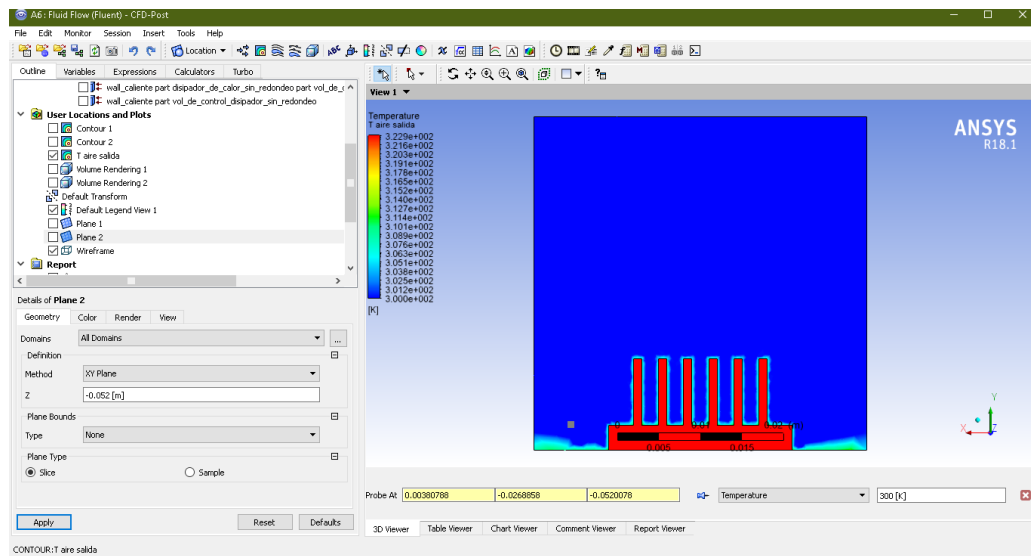 A6 : Fluid Flow (Fluent) - CFD-Post
File Edit Monitor Session Insert Tools Help
Location
Outline Variables Expressions Calculators Turbo
wall_caliente part disipador_de_calor_sin_redondeo part vol_de_
wall_caliente part vol_de_control_disipador_sin_redondeo
User Locations and Plots
Contour 1
Contour 2
T aire salida
Volume Rendering 1
Volume Rendering 2
Default Transform
Default Legend View 1
Plane 1
Plane 2
Wireframe
Report
Details of Plane 2
Geometry Color Render View
Domains All Domains ...
Definition
Method XY Plane
Z -0.052 [m]
Plane Bounds
Type None
Plane Type
Slice Sample
Apply Reset Defaults
View 1
Temperature
T aire salida
3.229e+002
3.216e+002
3.203e+002
3.191e+002
3.178e+002
3.165e+002
3.152e+002
3.140e+002
3.127e+002
3.114e+002
3.101e+002
3.089e+002
3.076e+002
3.063e+002
3.051e+002
3.038e+002
3.025e+002
3.012e+002
3.000e+002
[K]
ANSYS
R18.1
0 0.01 0.02 (m)
0.005 0.015
Y
X Z
Probe At 0.00380788 -0.0268858 -0.0520078 Temperature 300 [K]
3D Viewer Table Viewer Chart Viewer Comment Viewer Report Viewer
CONTOUR:T aire salida